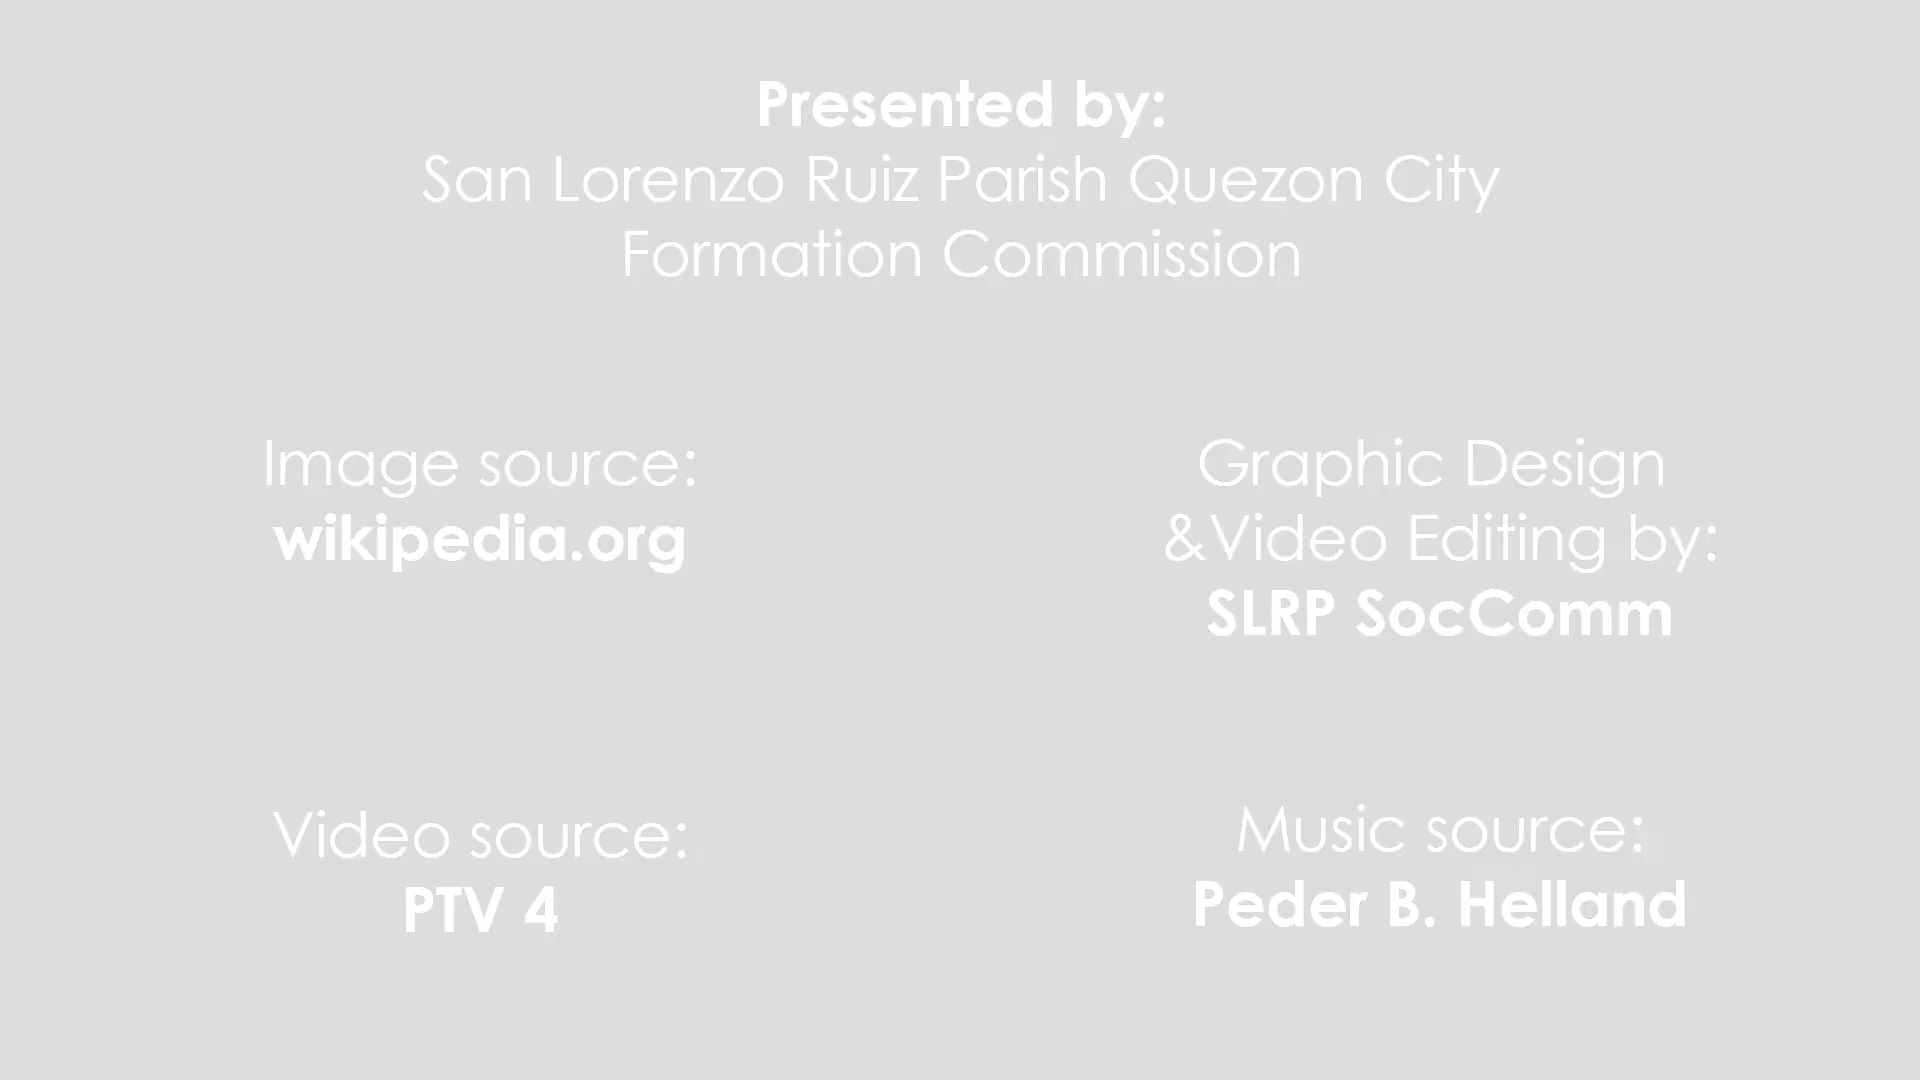 Presented by:
San Lorenzo Ruiz Parish Quezon City
Formation Commission
Image source:
wikipedia.org
Graphic Design
&Video Editing by:
SLRP SocComm
Video source:
PTV 4
Music source:
Peder B. Helland